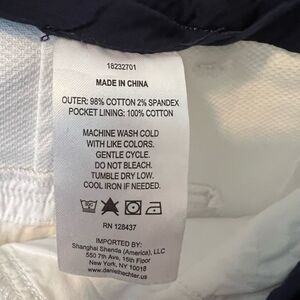 18232701
MADE IN CHINA
OUTER: 98% COTTON 2% SPANDEX
POCKET LINING: 100% COTTON
MACHINE WASH COLD
WITH LIKE COLORS.
GENTLE CYCLE.
DO NOT BLEACH.
TUMBLE DRY LOW.
COOL IRON IF NEEDED.
RN 128437
IMPORTED BY:
Shanghai Shenda (America), LLC
550 7th Ave, 15th Floor
New York, NY 10018
www.danielhechter.us